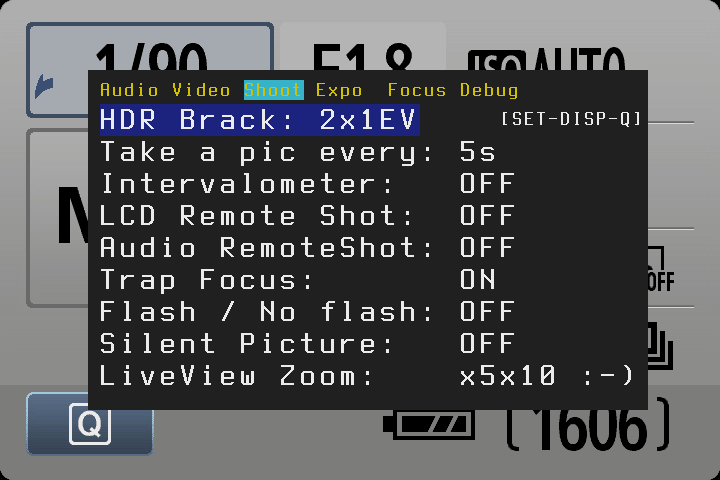 1/80 F1.8 ISO AUTO
Audio Video Shoot Expo Focus Debug
HDR Brack: 2x1EV [SET-DISP-Q]
Take a pic every: 5s
Intervalometer: OFF
LCD Remote Shot: OFF
Audio RemoteShot: OFF
Trap Focus: ON
Flash / No flash: OFF
Silent Picture: OFF
LiveView Zoom: x5x10 :-)
OFF
Q [1606]